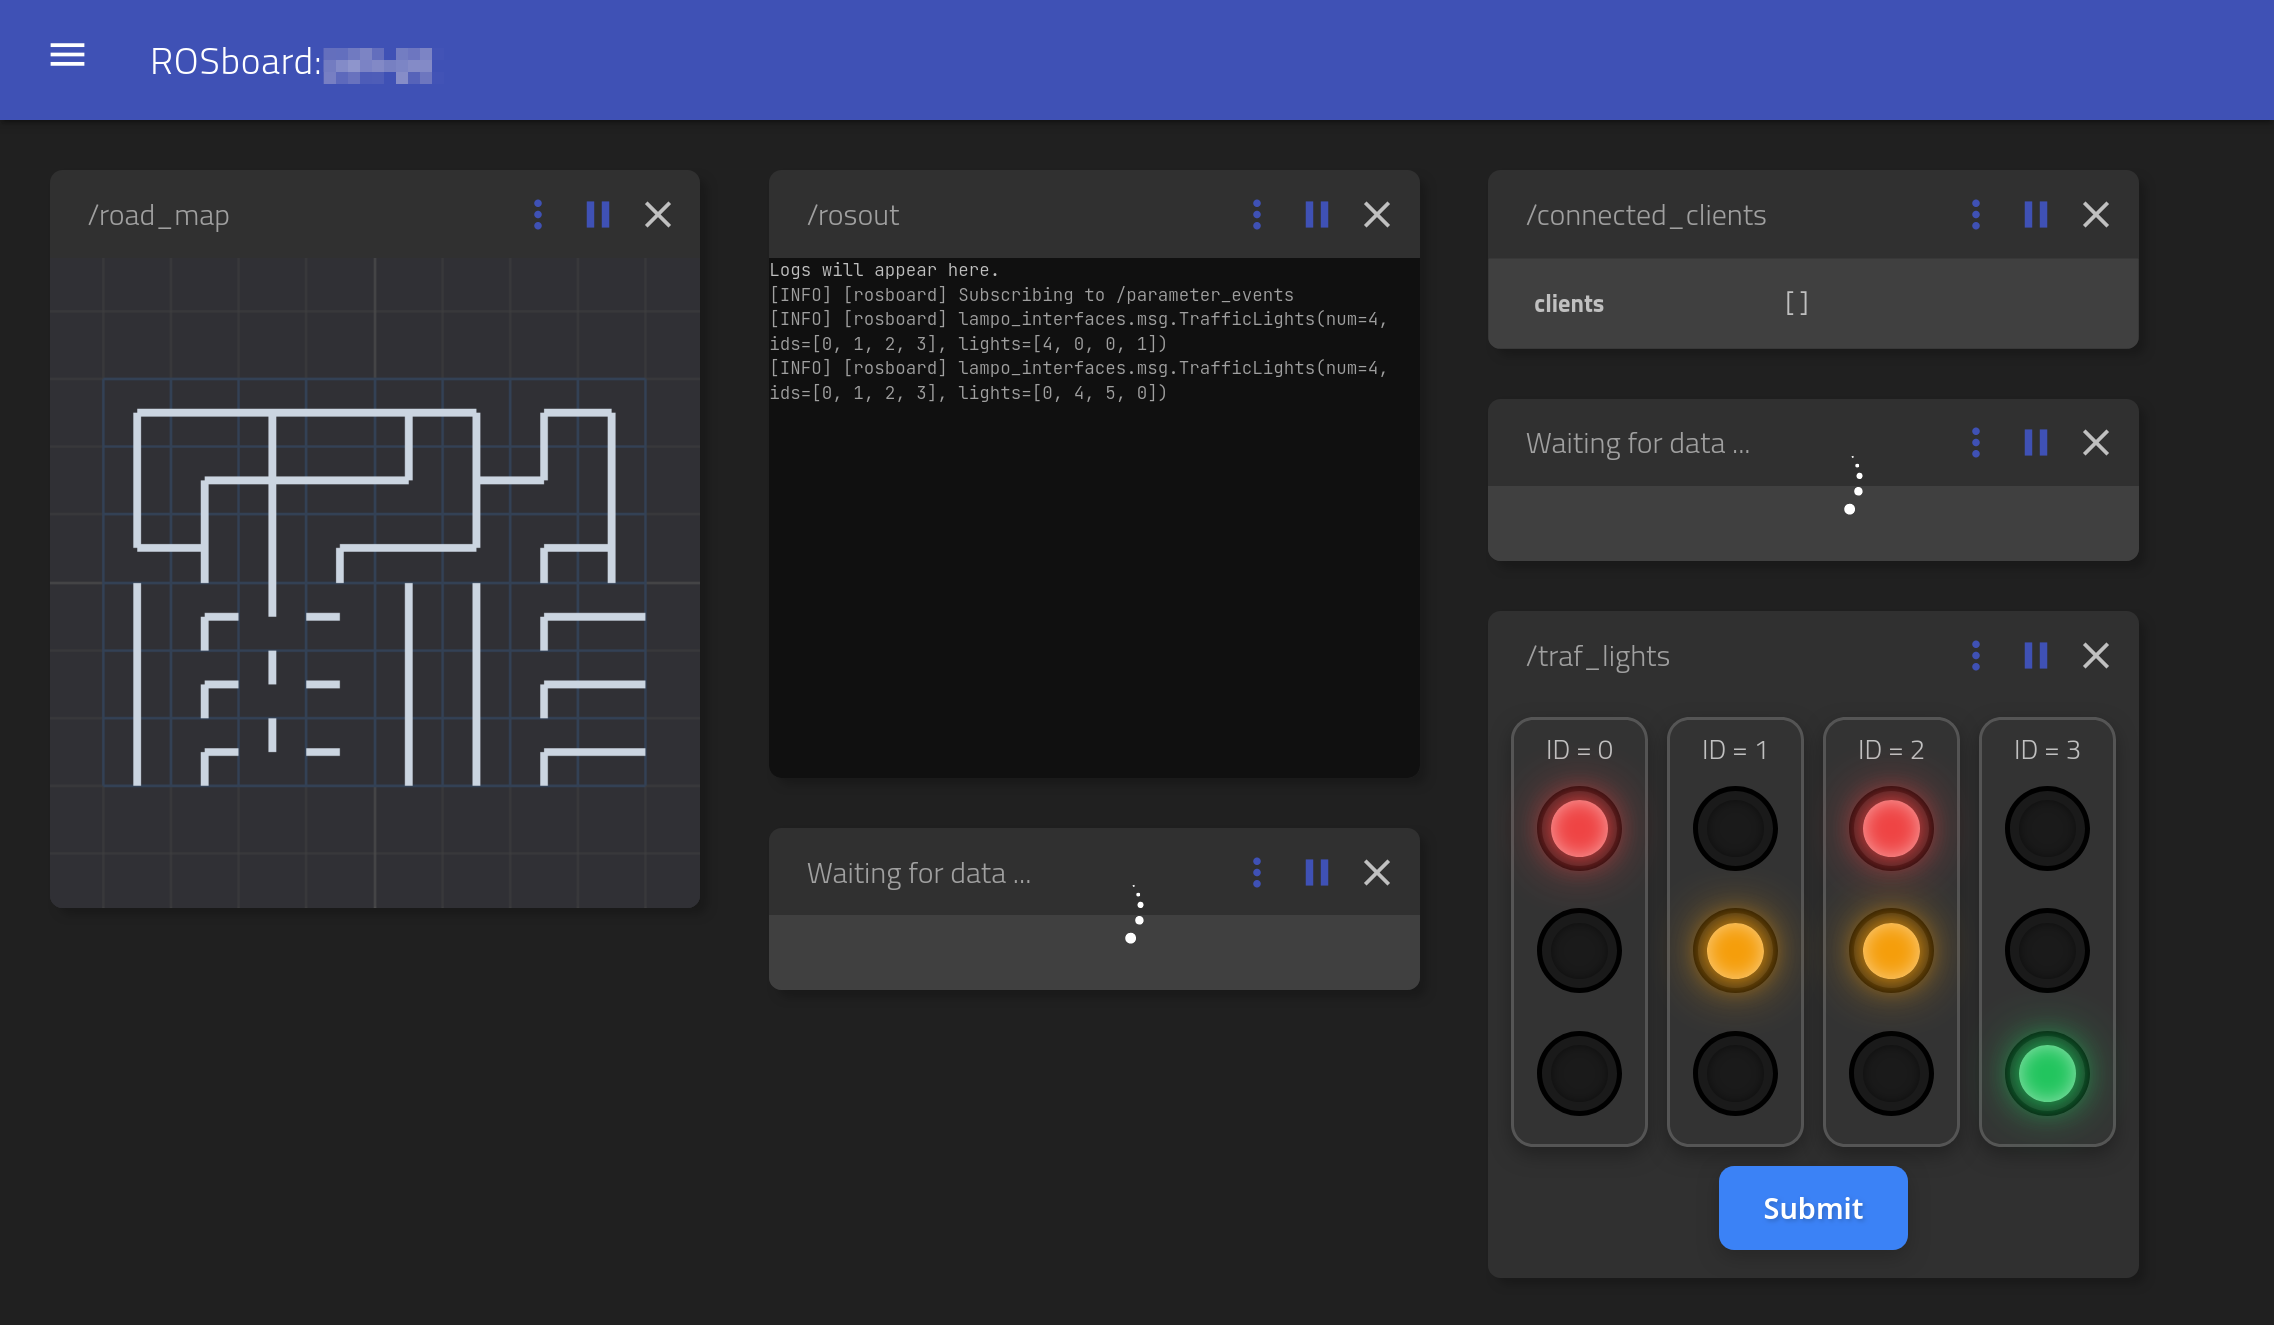 ROSboard:
/road_map
/rosout
Logs will appear here.
[INFO] [rosboard] Subscribing to /parameter_events
[INFO] [rosboard] lampo_interfaces.msg.TrafficLights(num=4,
ids=[0, 1, 2, 3], lights=[4, 0, 0, 1])
[INFO] [rosboard] lampo_interfaces.msg.TrafficLights(num=4,
ids=[0, 1, 2, 3], lights=[0, 4, 5, 0])
Waiting for data ...
/connected_clients
clients []
Waiting for data ...
/traf_lights
ID = 0 ID = 1 ID = 2 ID = 3
Submit